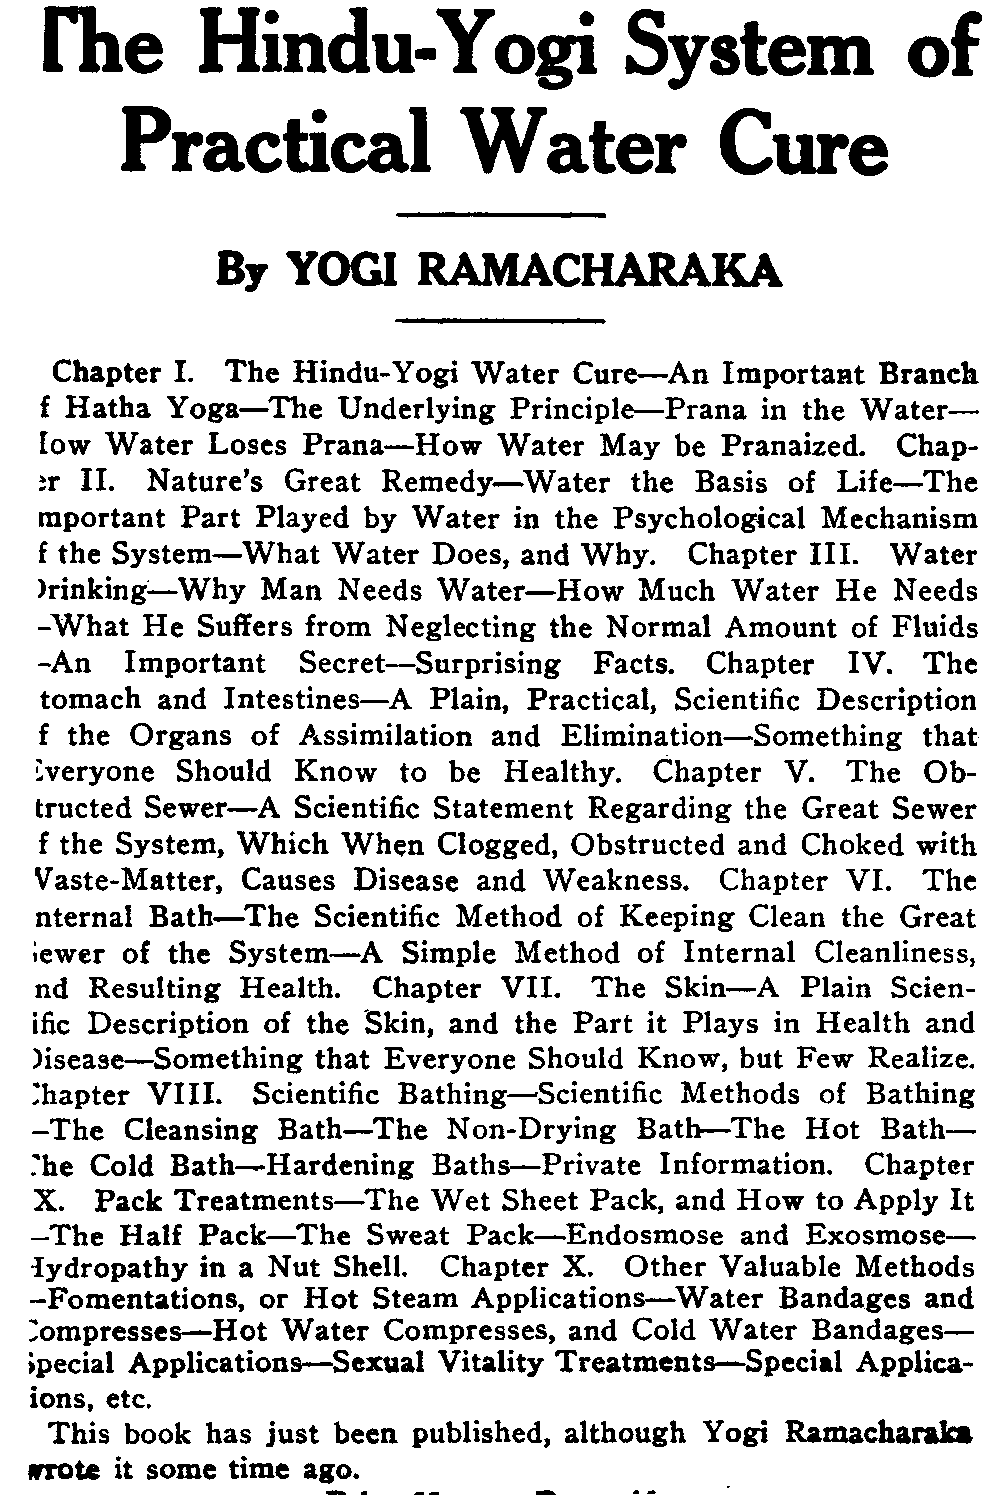 The Hindu-Yogi System of
Practical Water Cure
By YOGI RAMACHARAKA
Chapter I. The Hindu-Yogi Water Cure—An Important Branch
f Hatha Yoga—The Underlying Principle—Prana in the Water—
low Water Loses Prana—How Water May be Pranaized. Chap-
er II. Nature's Great Remedy—Water the Basis of Life—The
mportant Part Played by Water in the Psychological Mechanism
f the System—What Water Does, and Why. Chapter III. Water
Drinking—Why Man Needs Water—How Much Water He Needs
—What He Suffers from Neglecting the Normal Amount of Fluids
—An Important Secret—Surprising Facts. Chapter IV. The
tomach and Intestines—A Plain, Practical, Scientific Description
f the Organs of Assimilation and Elimination—Something that
Everyone Should Know to be Healthy. Chapter V. The Ob-
tructed Sewer—A Scientific Statement Regarding the Great Sewer
f the System, Which When Clogged, Obstructed and Choked with
Waste-Matter, Causes Disease and Weakness. Chapter VI. The
nternal Bath—The Scientific Method of Keeping Clean the Great
Sewer of the System—A Simple Method of Internal Cleanliness,
nd Resulting Health. Chapter VII. The Skin—A Plain Scien-
ific Description of the Skin, and the Part it Plays in Health and
Disease—Something that Everyone Should Know, but Few Realize.
Chapter VIII. Scientific Bathing—Scientific Methods of Bathing
—The Cleansing Bath—The Non-Drying Bath—The Hot Bath—
The Cold Bath—Hardening Baths—Private Information. Chapter
X. Pack Treatments—The Wet Sheet Pack, and How to Apply It
—The Half Pack—The Sweat Pack—Endosmose and Exosmose—
Hydropathy in a Nut Shell. Chapter X. Other Valuable Methods
—Fomentations, or Hot Steam Applications—Water Bandages and
Compresses—Hot Water Compresses, and Cold Water Bandages—
Special Applications—Sexual Vitality Treatments—Special Applica-
ions, etc.
This book has just been published, although Yogi Ramacharaka
wrote it some time ago.